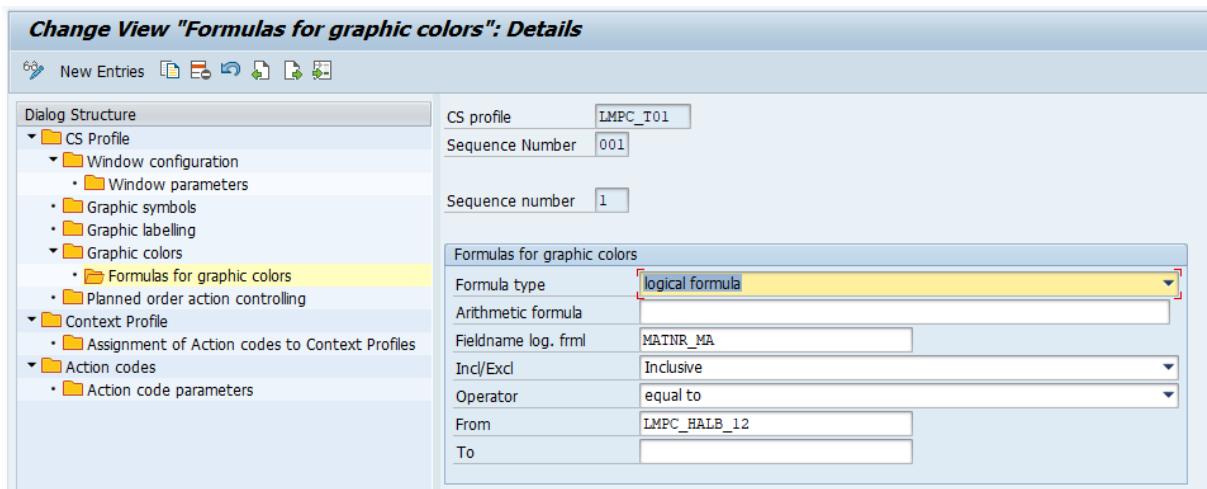 Change View "Formulas for graphic colors": Details
New Entries
Dialog Structure
CS Profile
Window configuration
Window parameters
Graphic symbols
Graphic labelling
Graphic colors
Formulas for graphic colors
Planned order action controlling
Context Profile
Assignment of Action codes to Context Profiles
Action codes
Action code parameters
CS profile LMPC_T01
Sequence Number 001
Sequence number 1
Formulas for graphic colors
Formula type logical formula
Arithmetic formula
Fieldname log. frml MATNR_MA
Incl/Excl Inclusive
Operator equal to
From LMPC_HALB_12
To